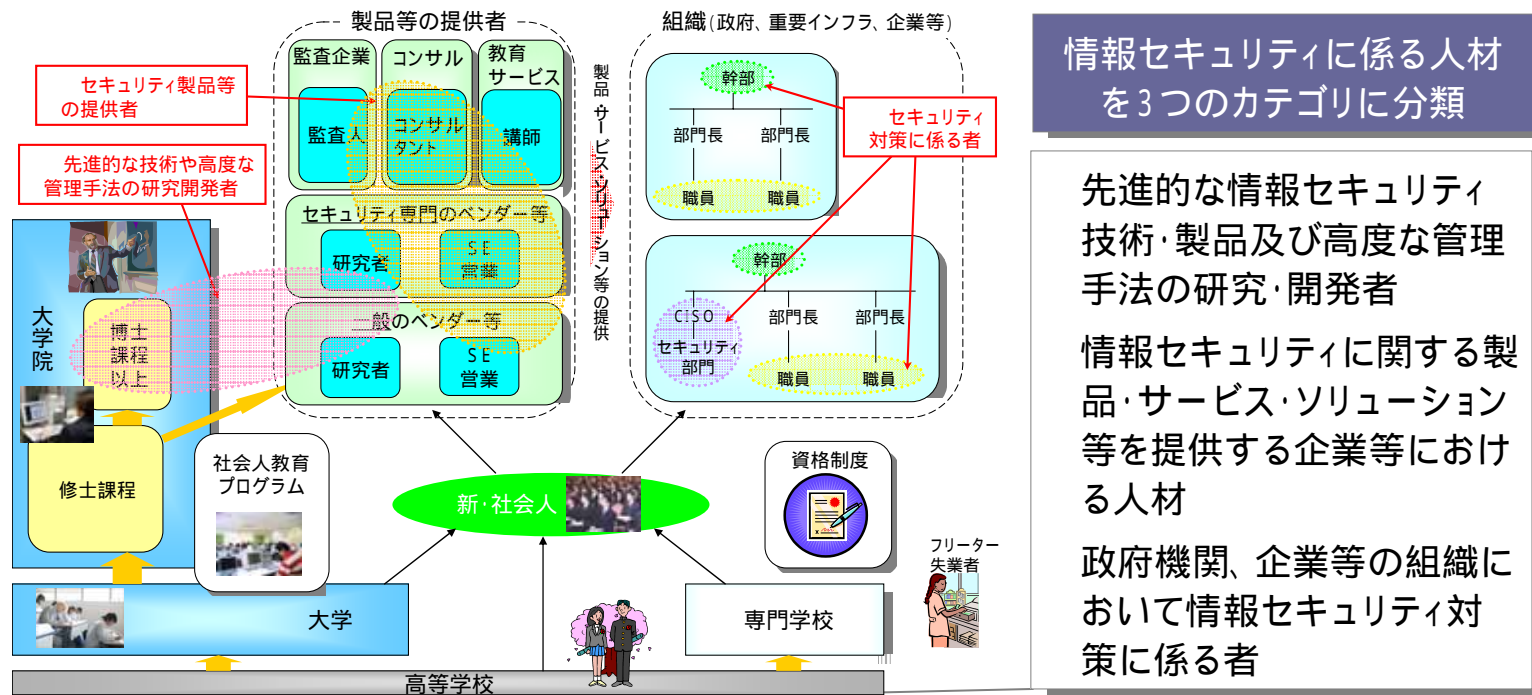 製品等の提供者
監査企業
コンサル
教育
サービス
監査人
コンサル
タント
講師
セキュリティ専門のベンダー等
研究者
SE
営業
一般のベンダー等
研究者
SE
営業
製品・サービス・ソリューション等の提供
組織(政府、重要インフラ、企業等)
幹部
部門長
部門長
職員
職員
幹部
CISO
セキュリティ
部門
部門長
部門長
職員
職員
セキュリティ製品等
の提供者
先進的な技術や高度な
管理手法の研究開発者
セキュリティ
対策に係る者
大学院
博士
課程
以上
修士課程
社会人教育
プログラム
新・社会人
資格制度
フリーター
失業者
大学
専門学校
高等学校
情報セキュリティに係る人材
を3つのカテゴリに分類
先進的な情報セキュリティ
技術・製品及び高度な管理
手法の研究・開発者
情報セキュリティに関する製
品・サービス・ソリューション
等を提供する企業等におけ
る人材
政府機関、企業等の組織に
おいて情報セキュリティ対
策に係る者